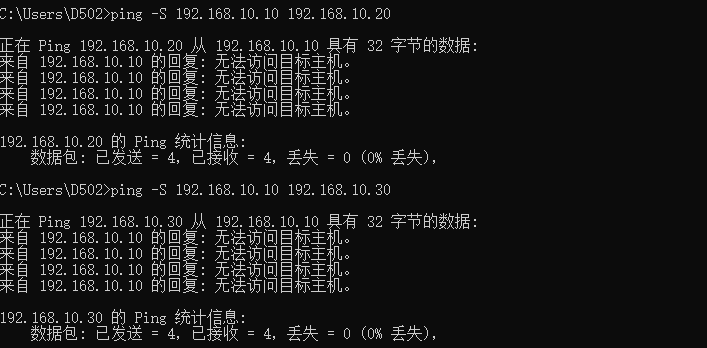 C:\Users\D502>ping -S 192.168.10.10 192.168.10.20
正在 Ping 192.168.10.20 从 192.168.10.10 具有 32 字节的数据:
来自 192.168.10.10 的回复: 无法访问目标主机。
来自 192.168.10.10 的回复: 无法访问目标主机。
来自 192.168.10.10 的回复: 无法访问目标主机。
来自 192.168.10.10 的回复: 无法访问目标主机。
192.168.10.20 的 Ping 统计信息:
数据包: 已发送 = 4, 已接收 = 4, 丢失 = 0 (0% 丢失),
C:\Users\D502>ping -S 192.168.10.10 192.168.10.30
正在 Ping 192.168.10.30 从 192.168.10.10 具有 32 字节的数据:
来自 192.168.10.10 的回复: 无法访问目标主机。
来自 192.168.10.10 的回复: 无法访问目标主机。
来自 192.168.10.10 的回复: 无法访问目标主机。
来自 192.168.10.10 的回复: 无法访问目标主机。
192.168.10.30 的 Ping 统计信息:
数据包: 已发送 = 4, 已接收 = 4, 丢失 = 0 (0% 丢失),